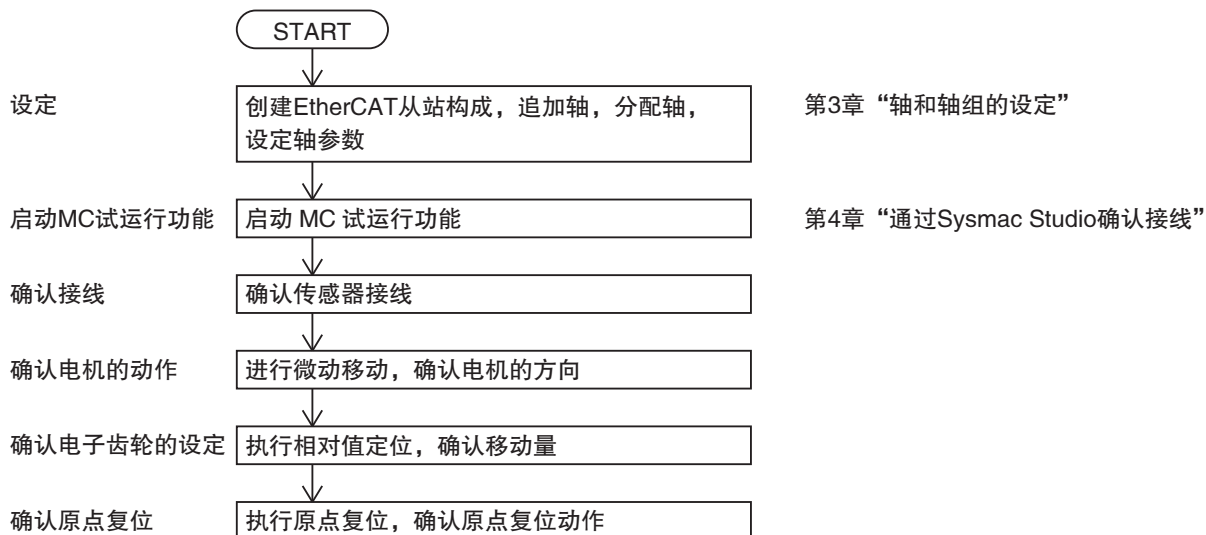 START
设定
创建EtherCAT从站构成，追加轴，分配轴，
设定轴参数
第3章“轴和轴组的设定”
启动MC试运行功能
启动 MC 试运行功能
第4章“通过Sysmac Studio确认接线”
确认接线
确认传感器接线
确认电机的动作
进行微动移动，确认电机的方向
确认电子齿轮的设定
执行相对值定位，确认移动量
确认原点复位
执行原点复位，确认原点复位动作